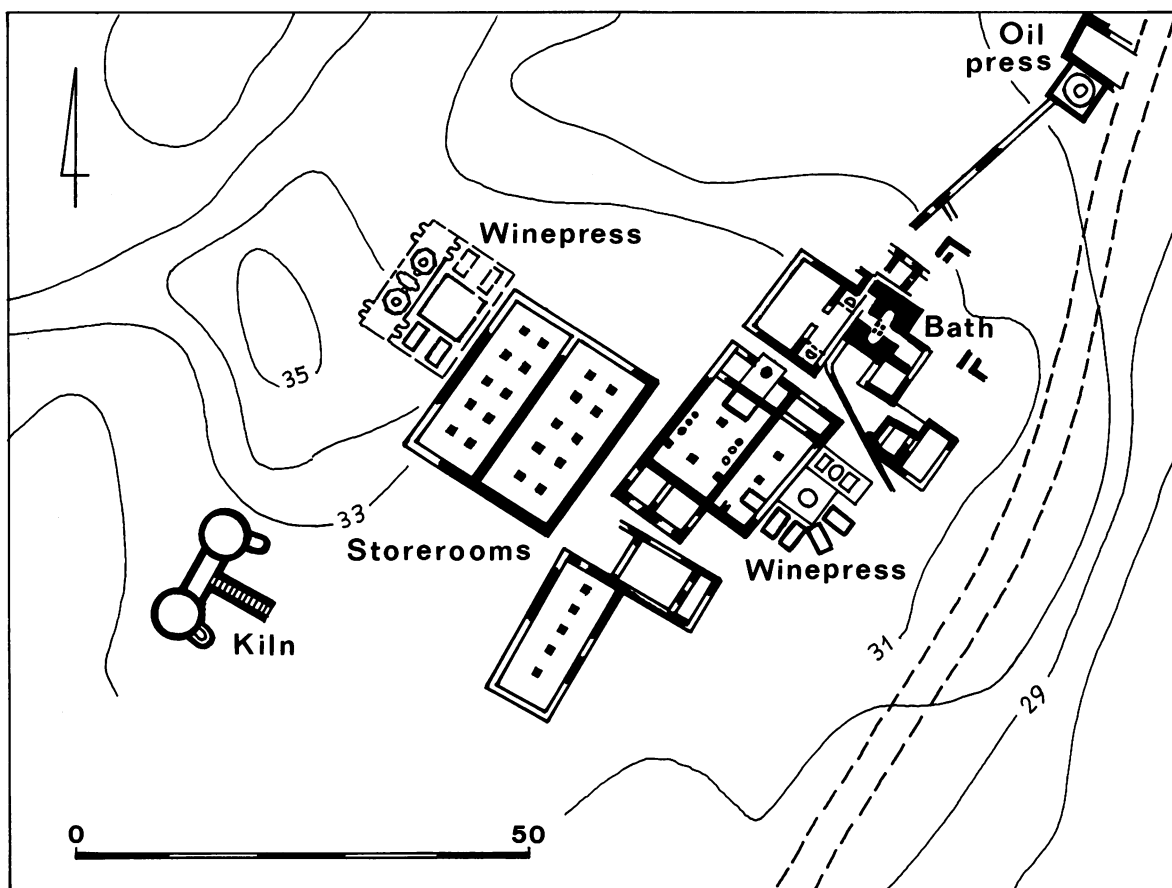 Oil
press
Winepress
Bath
35
33
Storerooms
Winepress
Kiln
31
29
0 50